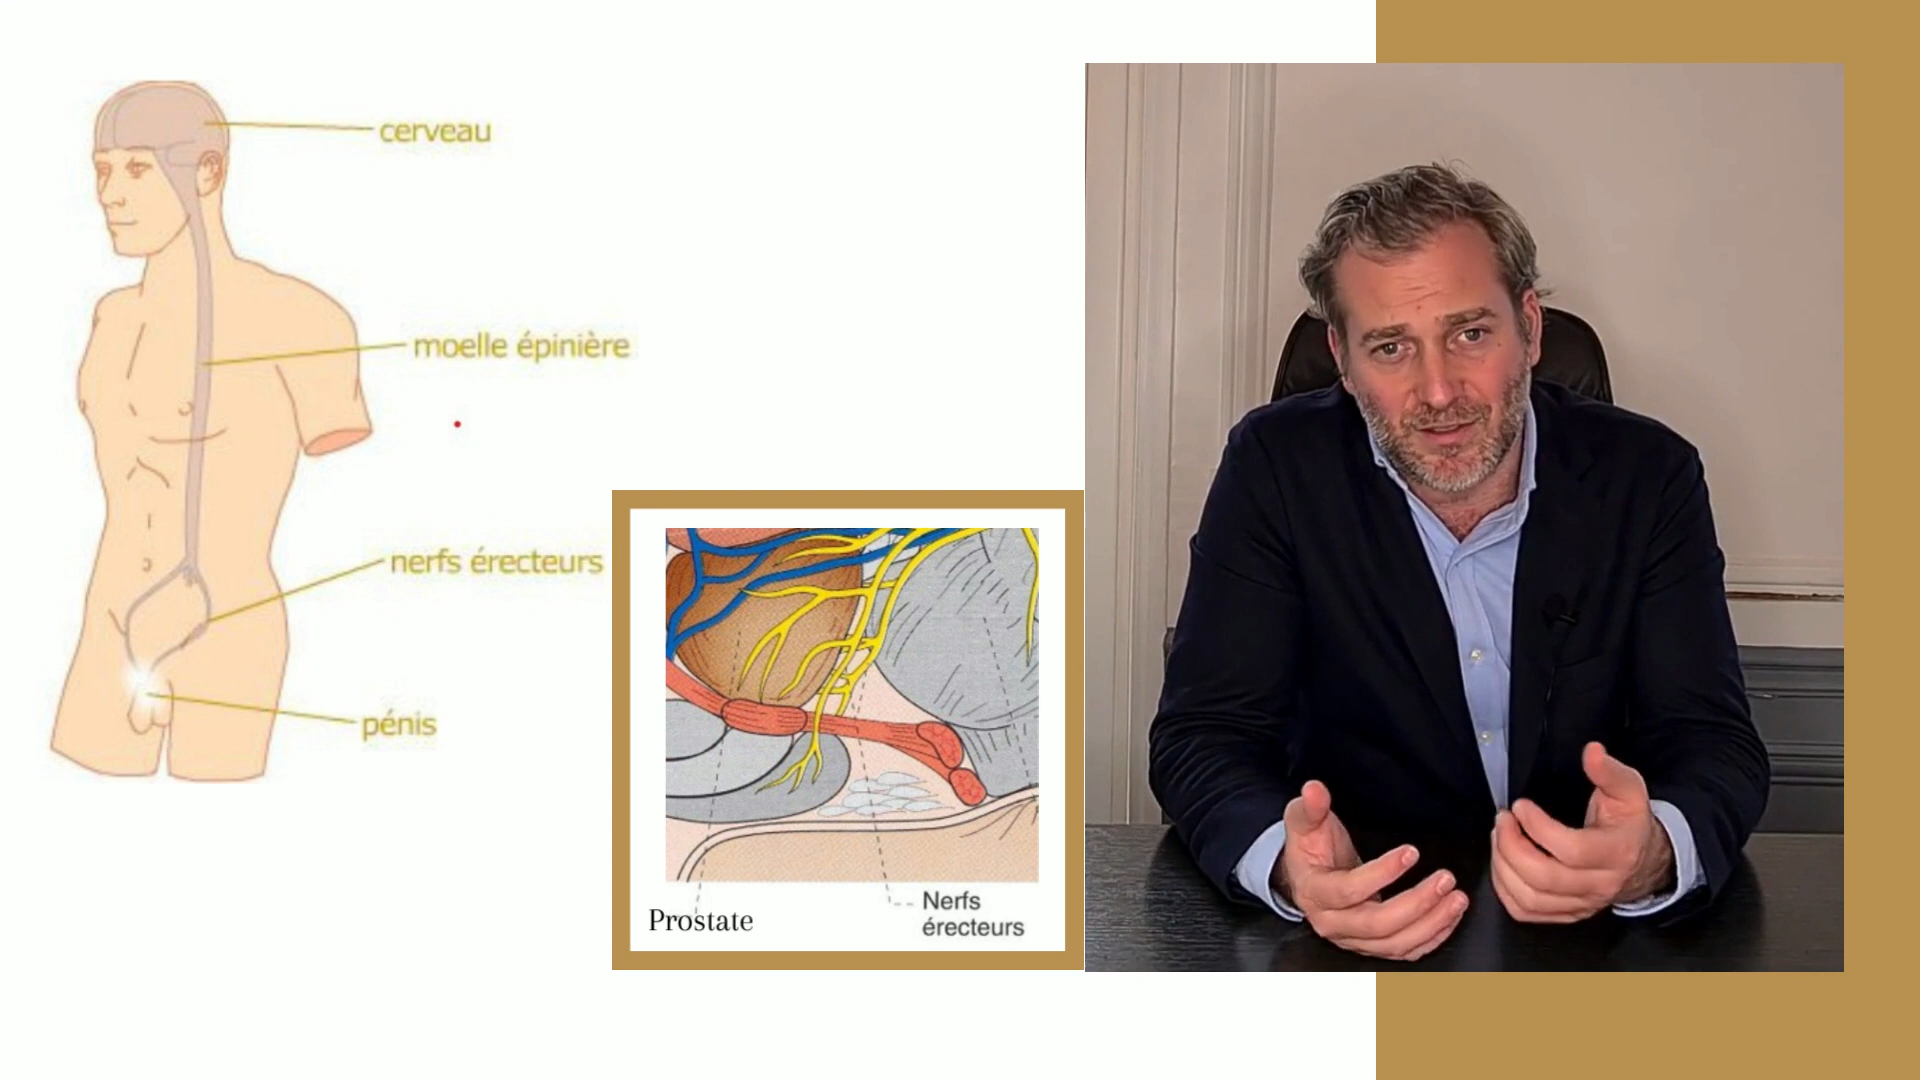 cerveau
moelle épinière
nerfs érecteurs
pénis
Prostate
Nerfs
érecteurs